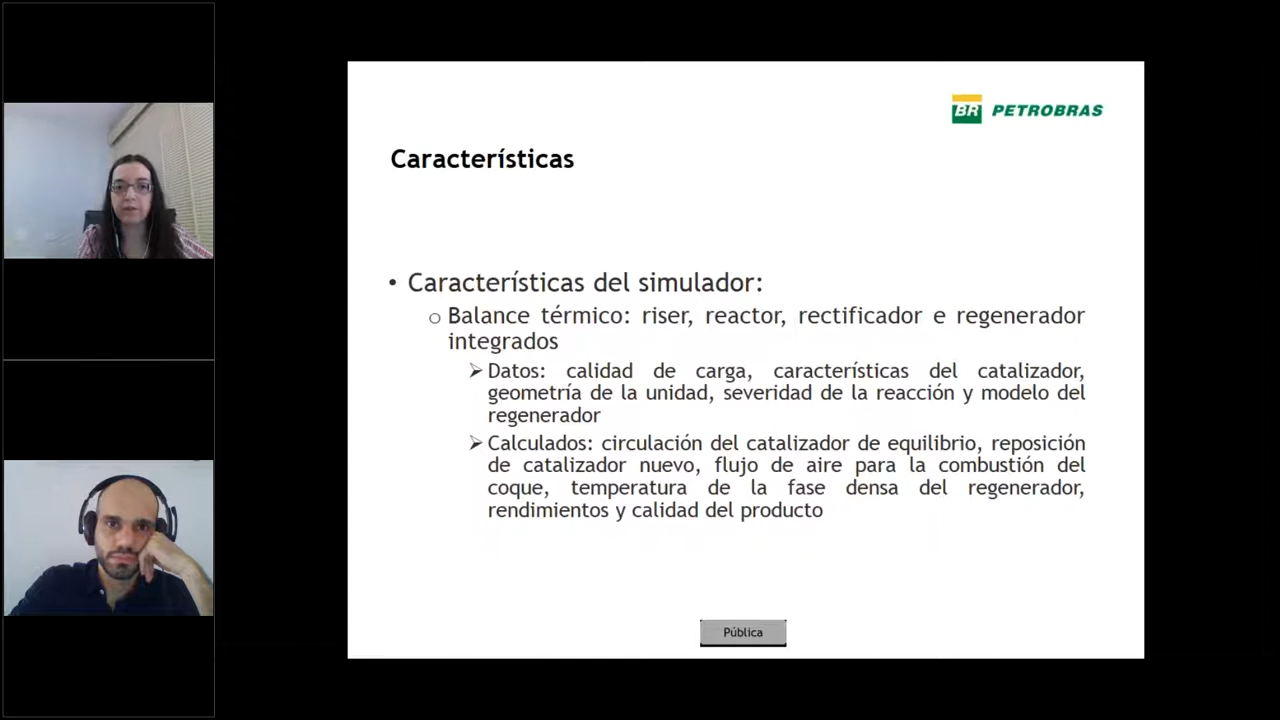 BR PETROBRAS
Características
• Características del simulador:
o Balance térmico: riser, reactor, rectificador e regenerador
integrados
➢ Datos: calidad de carga, características del catalizador,
geometría de la unidad, severidad de la reacción y modelo del
regenerador
➢ Calculados: circulación del catalizador de equilibrio, reposición
de catalizador nuevo, flujo de aire para la combustión del
coque, temperatura de la fase densa del regenerador,
rendimientos y calidad del producto
Pública